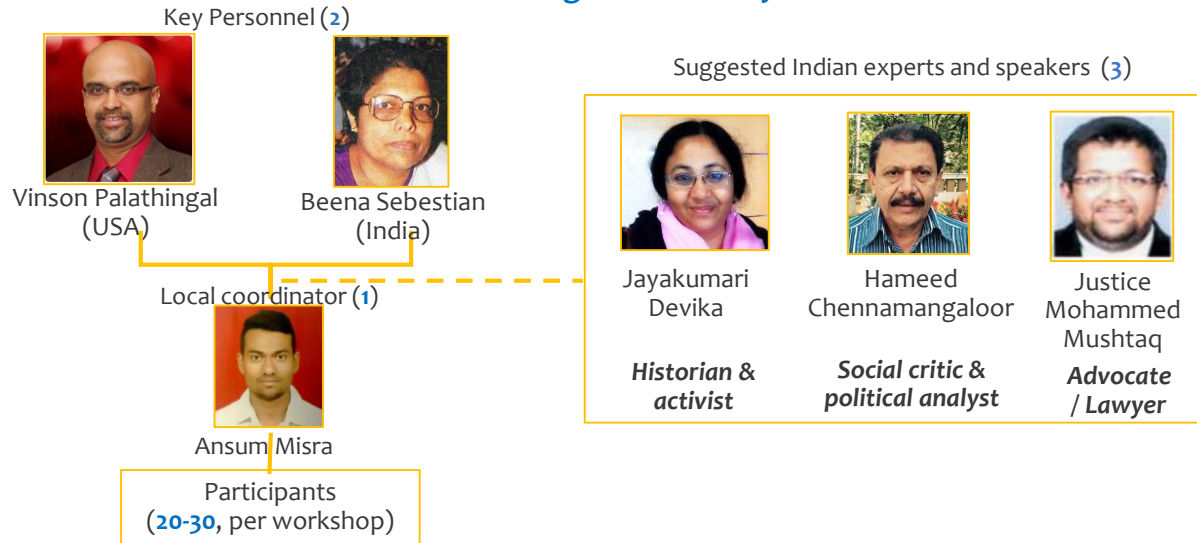 Key Personnel (2)
Vinson Palathingal
(USA)
Beena Sebestian
(India)
Local coordinator (1)
Ansum Misra
Participants
(20-30, per workshop)
Suggested Indian experts and speakers (3)
Jayakumari
Devika
Historian &
activist
Hameed
Chennamangaloor
Social critic &
political analyst
Justice
Mohammed
Mushtaq
Advocate
/ Lawyer